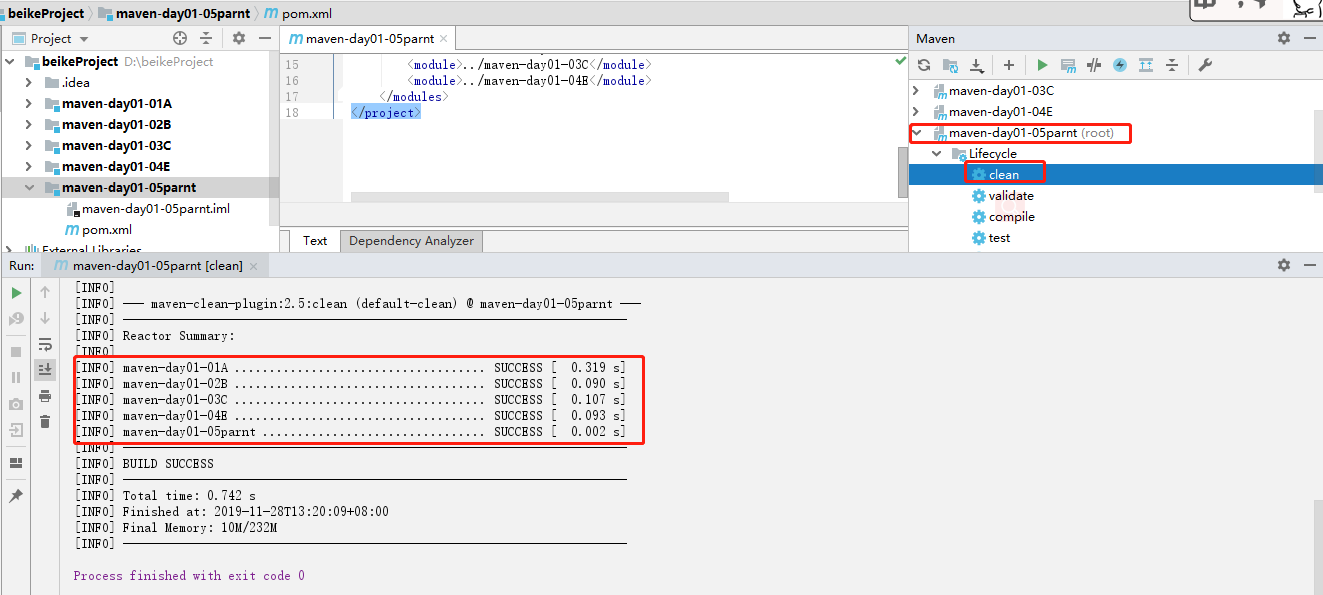 beikeProject maven-day01-05parnt pom.xml
Project
beikeProject D:\beikeProject
.idea
maven-day01-01A
maven-day01-02B
maven-day01-03C
maven-day01-04E
maven-day01-05parnt
maven-day01-05parnt.iml
pom.xml
External Libraries
maven-day01-05parnt
15 <module>../maven-day01-03C</module>
16 <module>../maven-day01-04E</module>
17 </modules>
18 </project>
Text Dependency Analyzer
Maven
maven-day01-03C
maven-day01-04E
maven-day01-05parnt (root)
Lifecycle
clean
validate
compile
test
Run: maven-day01-05parnt [clean]
[INFO]
[INFO] --- maven-clean-plugin:2.5:clean (default-clean) @ maven-day01-05parnt ---
[INFO] ------------------------------------------------------------------------
[INFO] Reactor Summary:
[INFO]
[INFO] maven-day01-01A .................................... SUCCESS [  0.319 s]
[INFO] maven-day01-02B .................................... SUCCESS [  0.090 s]
[INFO] maven-day01-03C .................................... SUCCESS [  0.107 s]
[INFO] maven-day01-04E .................................... SUCCESS [  0.093 s]
[INFO] maven-day01-05parnt ................................ SUCCESS [  0.002 s]
[INFO] ------------------------------------------------------------------------
[INFO] BUILD SUCCESS
[INFO] ------------------------------------------------------------------------
[INFO] Total time: 0.742 s
[INFO] Finished at: 2019-11-28T13:20:09+08:00
[INFO] Final Memory: 10M/232M
[INFO] ------------------------------------------------------------------------
Process finished with exit code 0